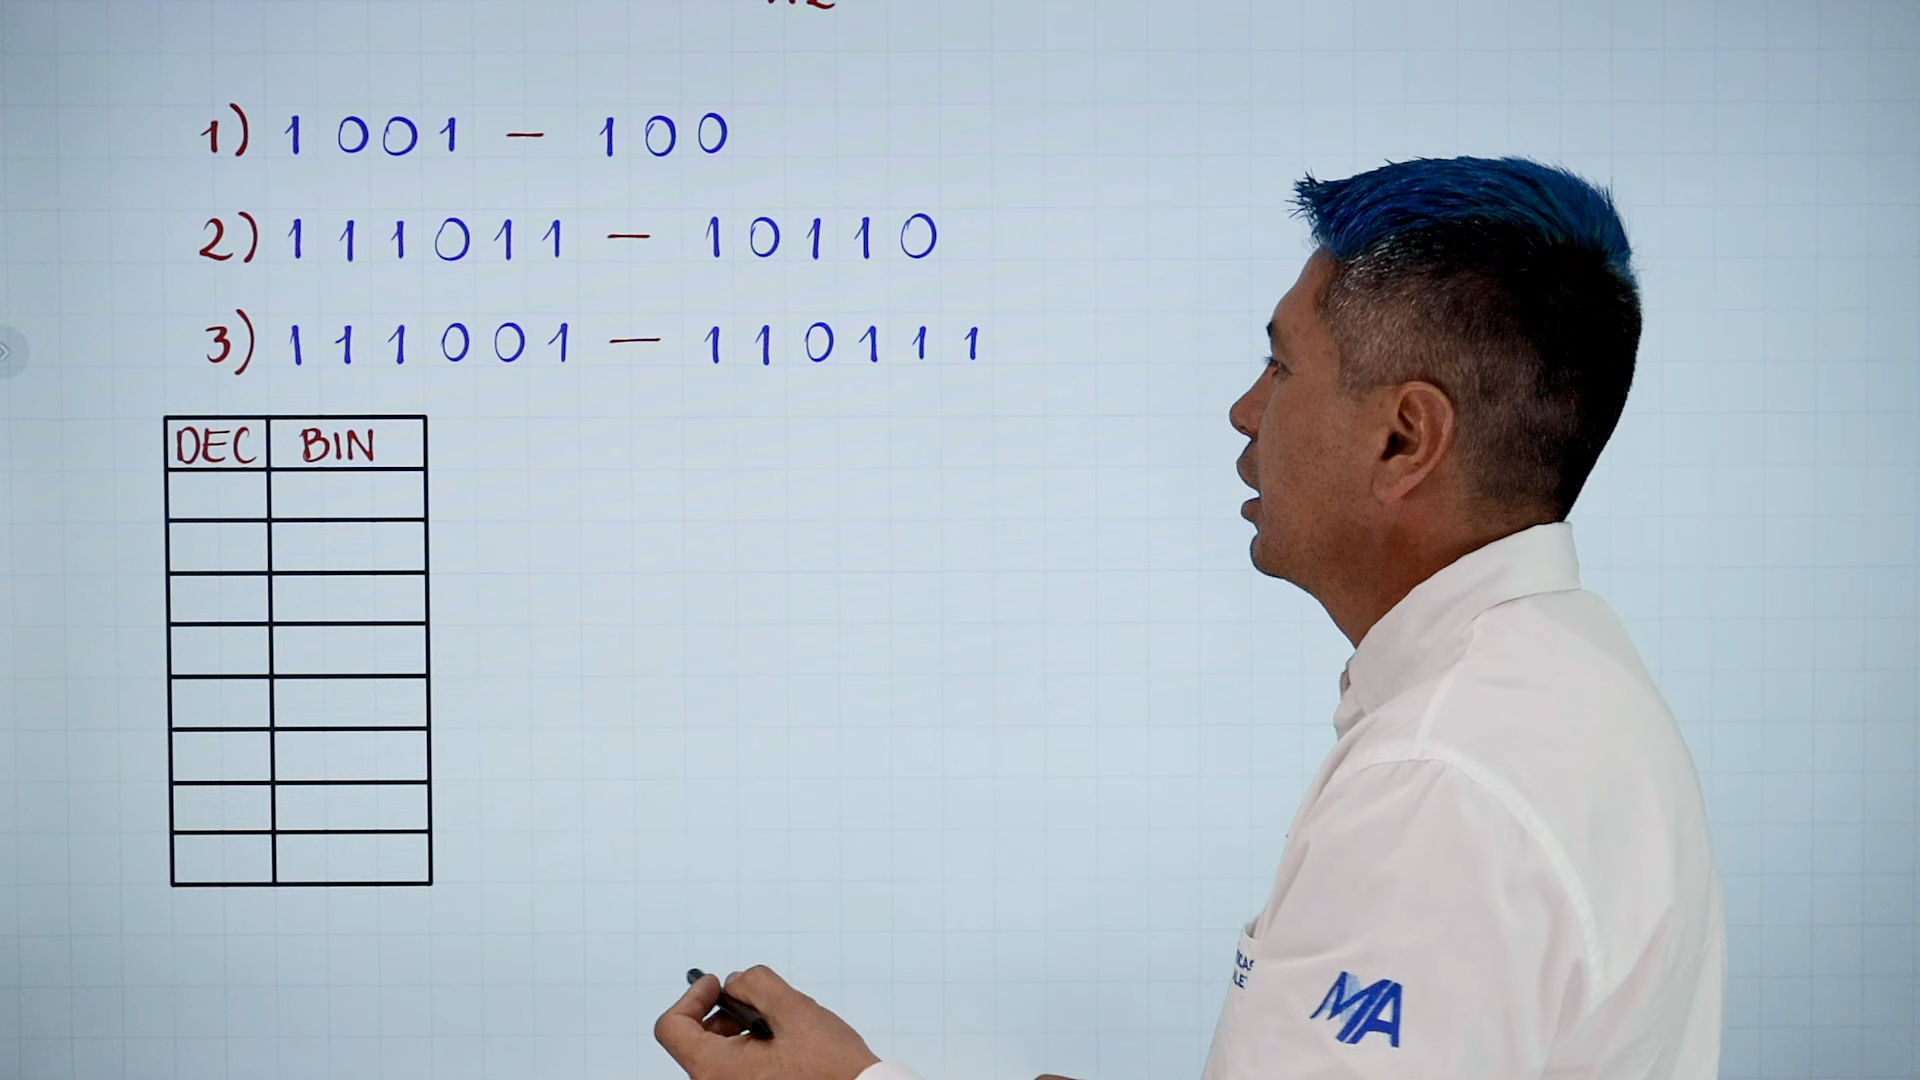 1) 1001 — 100
2) 111011 — 10110
3) 111001 — 110111
DEC BIN
MA